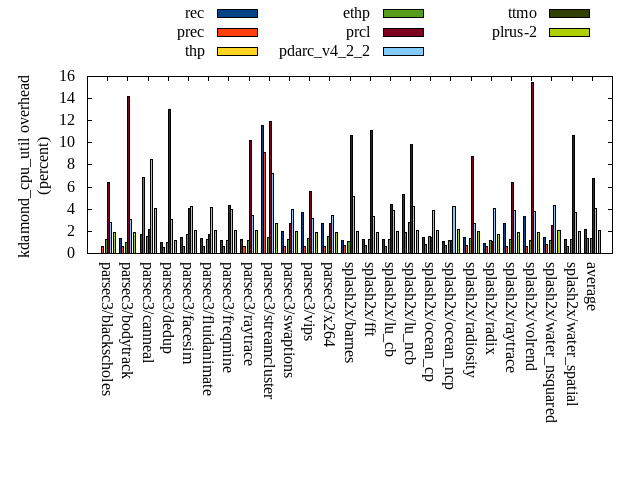 rec ethp ttmo
prec prcl plrus-2
thp pdarc_v4_2_2
kdamond_cpu_util overhead
(percent)
16
14
12
10
8
6
4
2
0
parsec3/blackscholes
parsec3/bodytrack
parsec3/canneal
parsec3/dedup
parsec3/facesim
parsec3/fluidanimate
parsec3/freqmine
parsec3/raytrace
parsec3/streamcluster
parsec3/swaptions
parsec3/vips
parsec3/x264
splash2x/barnes
splash2x/fft
splash2x/lu_cb
splash2x/lu_ncb
splash2x/ocean_cp
splash2x/ocean_ncp
splash2x/radiosity
splash2x/radix
splash2x/raytrace
splash2x/volrend
splash2x/water_nsquared
splash2x/water_spatial
average